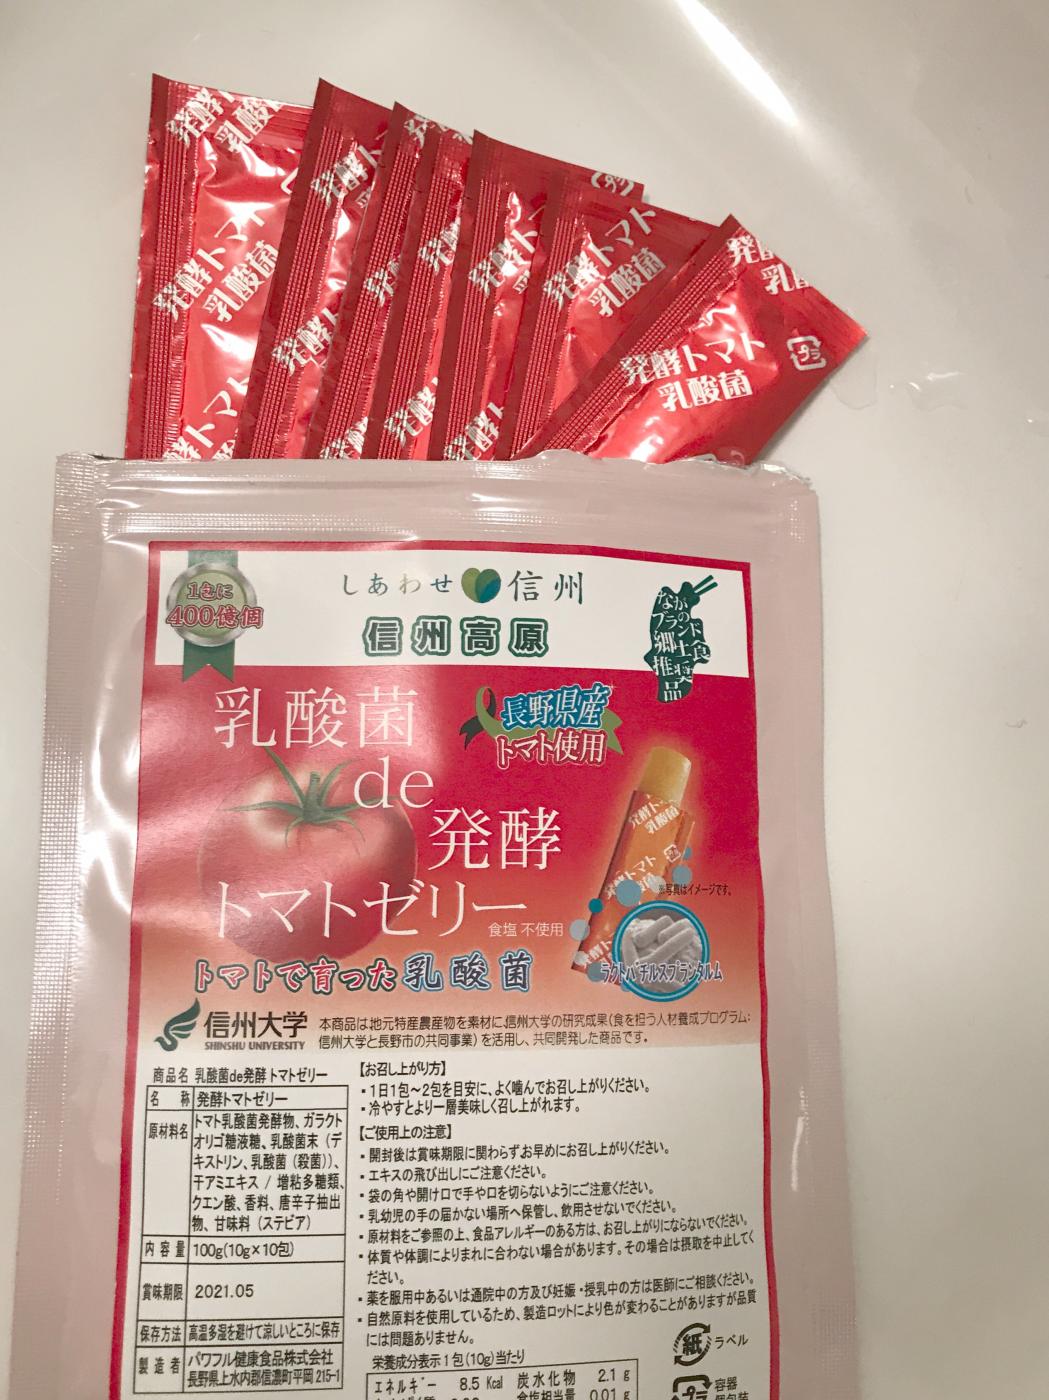 発酵トマト
乳酸菌
プラ
1包に
400億個
しあわせ 信州
信州高原
ながの
ブランド
郷土食
推奨品
乳酸菌
de
発酵
トマトゼリー
食塩 不使用
長野県産
トマト使用
発酵トマト
乳酸菌
※写真はイメージです。
トマトで育った乳酸菌
ラクトバチルスプランタルム
信州大学
SHINSHU UNIVERSITY
本商品は地元特産農産物を素材に、信州大学の研究成果(食を担う人材養成プログラム:
信州大学と長野市の共同事業)を活用し、共同開発した商品です。
商品名 乳酸菌de発酵 トマトゼリー
名 称 発酵トマトゼリー
原材料名 トマト乳酸菌発酵物、ガラクト
オリゴ糖液糖、乳酸菌末(デ
キストリン、乳酸菌(殺菌))、
干アミエキス / 増粘多糖類、
クエン酸、香料、唐辛子抽出
物、甘味料(ステビア)
内容量 100g(10g×10包)
賞味期限 2021.05
保存方法 高温多湿を避けて涼しいところに保存
製造者 パワフル健康食品株式会社
長野県上水内郡信濃町平岡 215-1
【お召し上がり方】
・1日1包～2包を目安に、よく噛んでお召し上がりください。
・冷やすとより一層美味しく召し上がれます。
【ご使用上の注意】
・開封後は賞味期限に関わらずお早めにお召し上がりください。
・エキスの飛び出しにご注意ください。
・袋の角や開け口で手や口を切らないようにご注意ください。
・乳幼児の手の届かない場所へ保管し、飲用させないでください。
・原材料をご参照の上、食品アレルギーのある方は、お召し上がりにならないでください。
・体質や体調によりまれに合わない場合があります。その場合は摂取を中止してく
ださい。
・薬を服用中あるいは通院中の方及び妊娠・授乳中の方は医師にご相談ください。
・自然原料を使用しているため、製造ロットにより色が変わることがありますが品質
には問題ありません。
栄養成分表示 1包(10g)当たり
エネルギー 8.5 Kcal 炭水化物 2.1 g
食塩相当量 0.01 g
紙 ラベル
プラ 容器